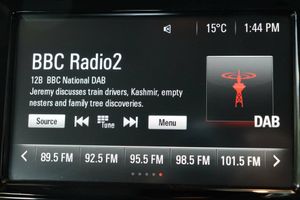 15°C 1:44 PM
BBC Radio2
12B BBC National DAB
Jeremy discusses train drivers, Kashmir, empty
nesters and family tree discoveries.
DAB
Source Tune Menu
89.5 FM 92.5 FM 95.5 FM 98.5 FM 101.5 FM